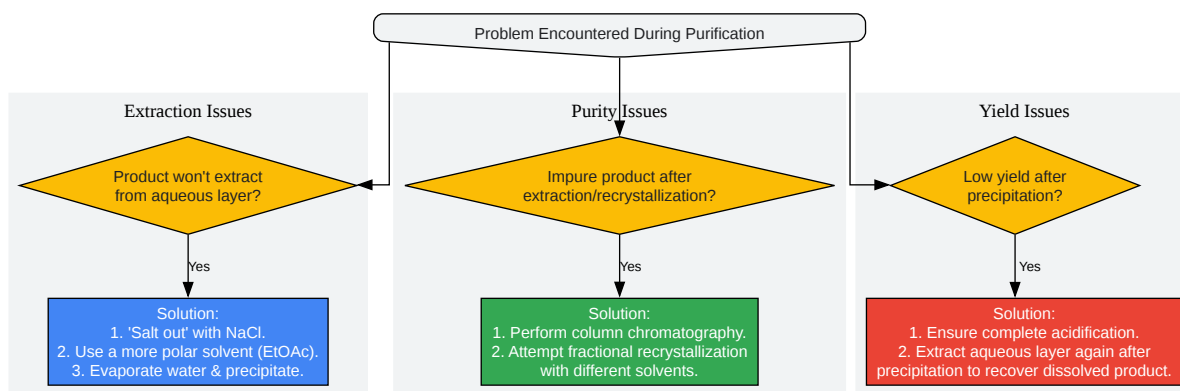 Problem Encountered During Purification
Extraction Issues
Product won't extract
from aqueous layer?
Yes
Solution:
1. 'Salt out' with NaCl.
2. Use a more polar solvent (EtOAc).
3. Evaporate water & precipitate.
Purity Issues
Impure product after
extraction/recrystallization?
Yes
Solution:
1. Perform column chromatography.
2. Attempt fractional recrystallization
with different solvents.
Yield Issues
Low yield after
precipitation?
Yes
Solution:
1. Ensure complete acidification.
2. Extract aqueous layer again after
precipitation to recover dissolved product.